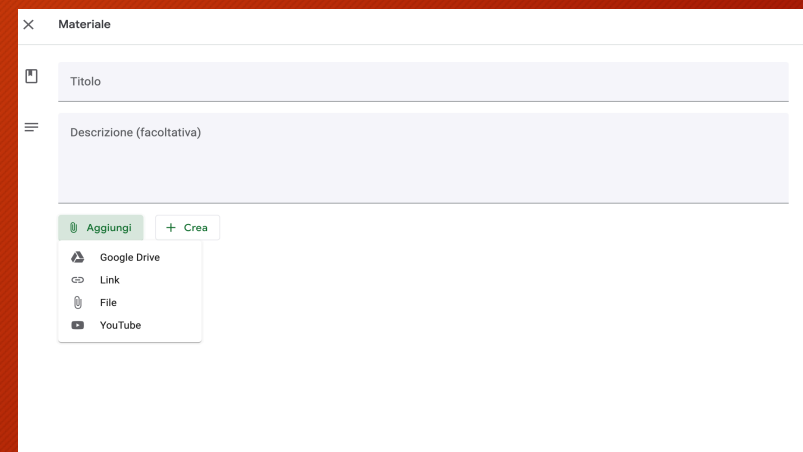 Materiale
Titolo
Descrizione (facoltativa)
Aggiungi
Crea
Google Drive
Link
File
YouTube